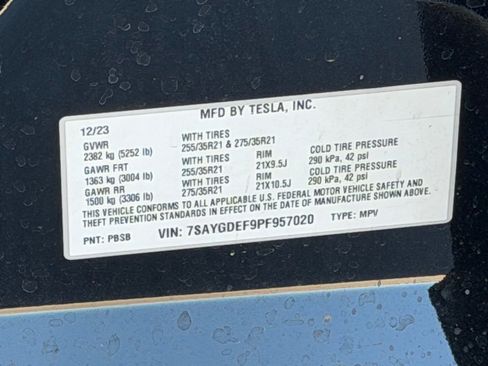 MFD BY TESLA, INC.
12/23
GVWR WITH TIRES
2382 kg (5252 lb) 255/35R21 & 275/35R21
GAWR FRT WITH TIRES RIM COLD TIRE PRESSURE
1363 kg (3004 lb) 255/35R21 21X9.5J 290 kPa, 42 psi
GAWR RR WITH TIRES RIM COLD TIRE PRESSURE
1500 kg (3306 lb) 275/35R21 21X10.5J 290 kPa, 42 psi
THIS VEHICLE CONFORMS TO ALL APPLICABLE U.S. FEDERAL MOTOR VEHICLE SAFETY AND
THEFT PREVENTION STANDARDS IN EFFECT ON THE DATE OF MANUFACTURE SHOWN ABOVE.
PNT: PBSB VIN: 7SAYGDEF9PF957020 TYPE: MPV